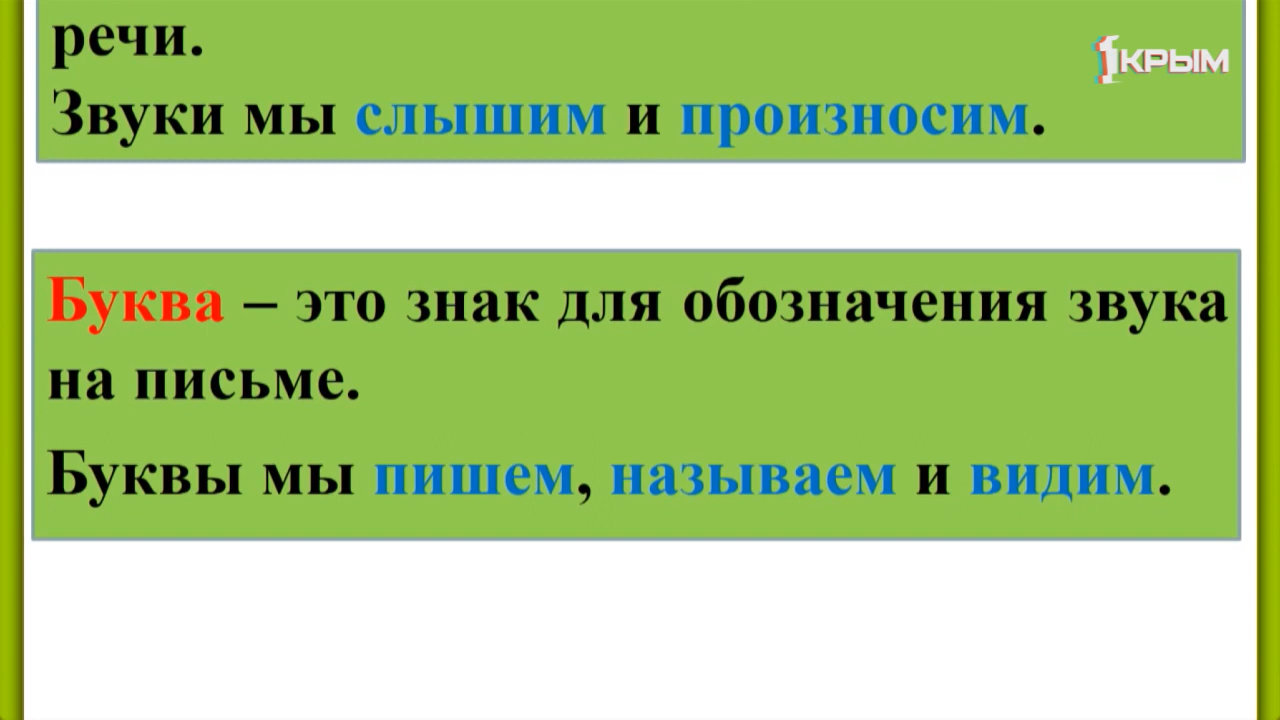 речи.
1КРЫМ
Звуки мы слышим и произносим.
Буква – это знак для обозначения звука
на письме.
Буквы мы пишем, называем и видим.